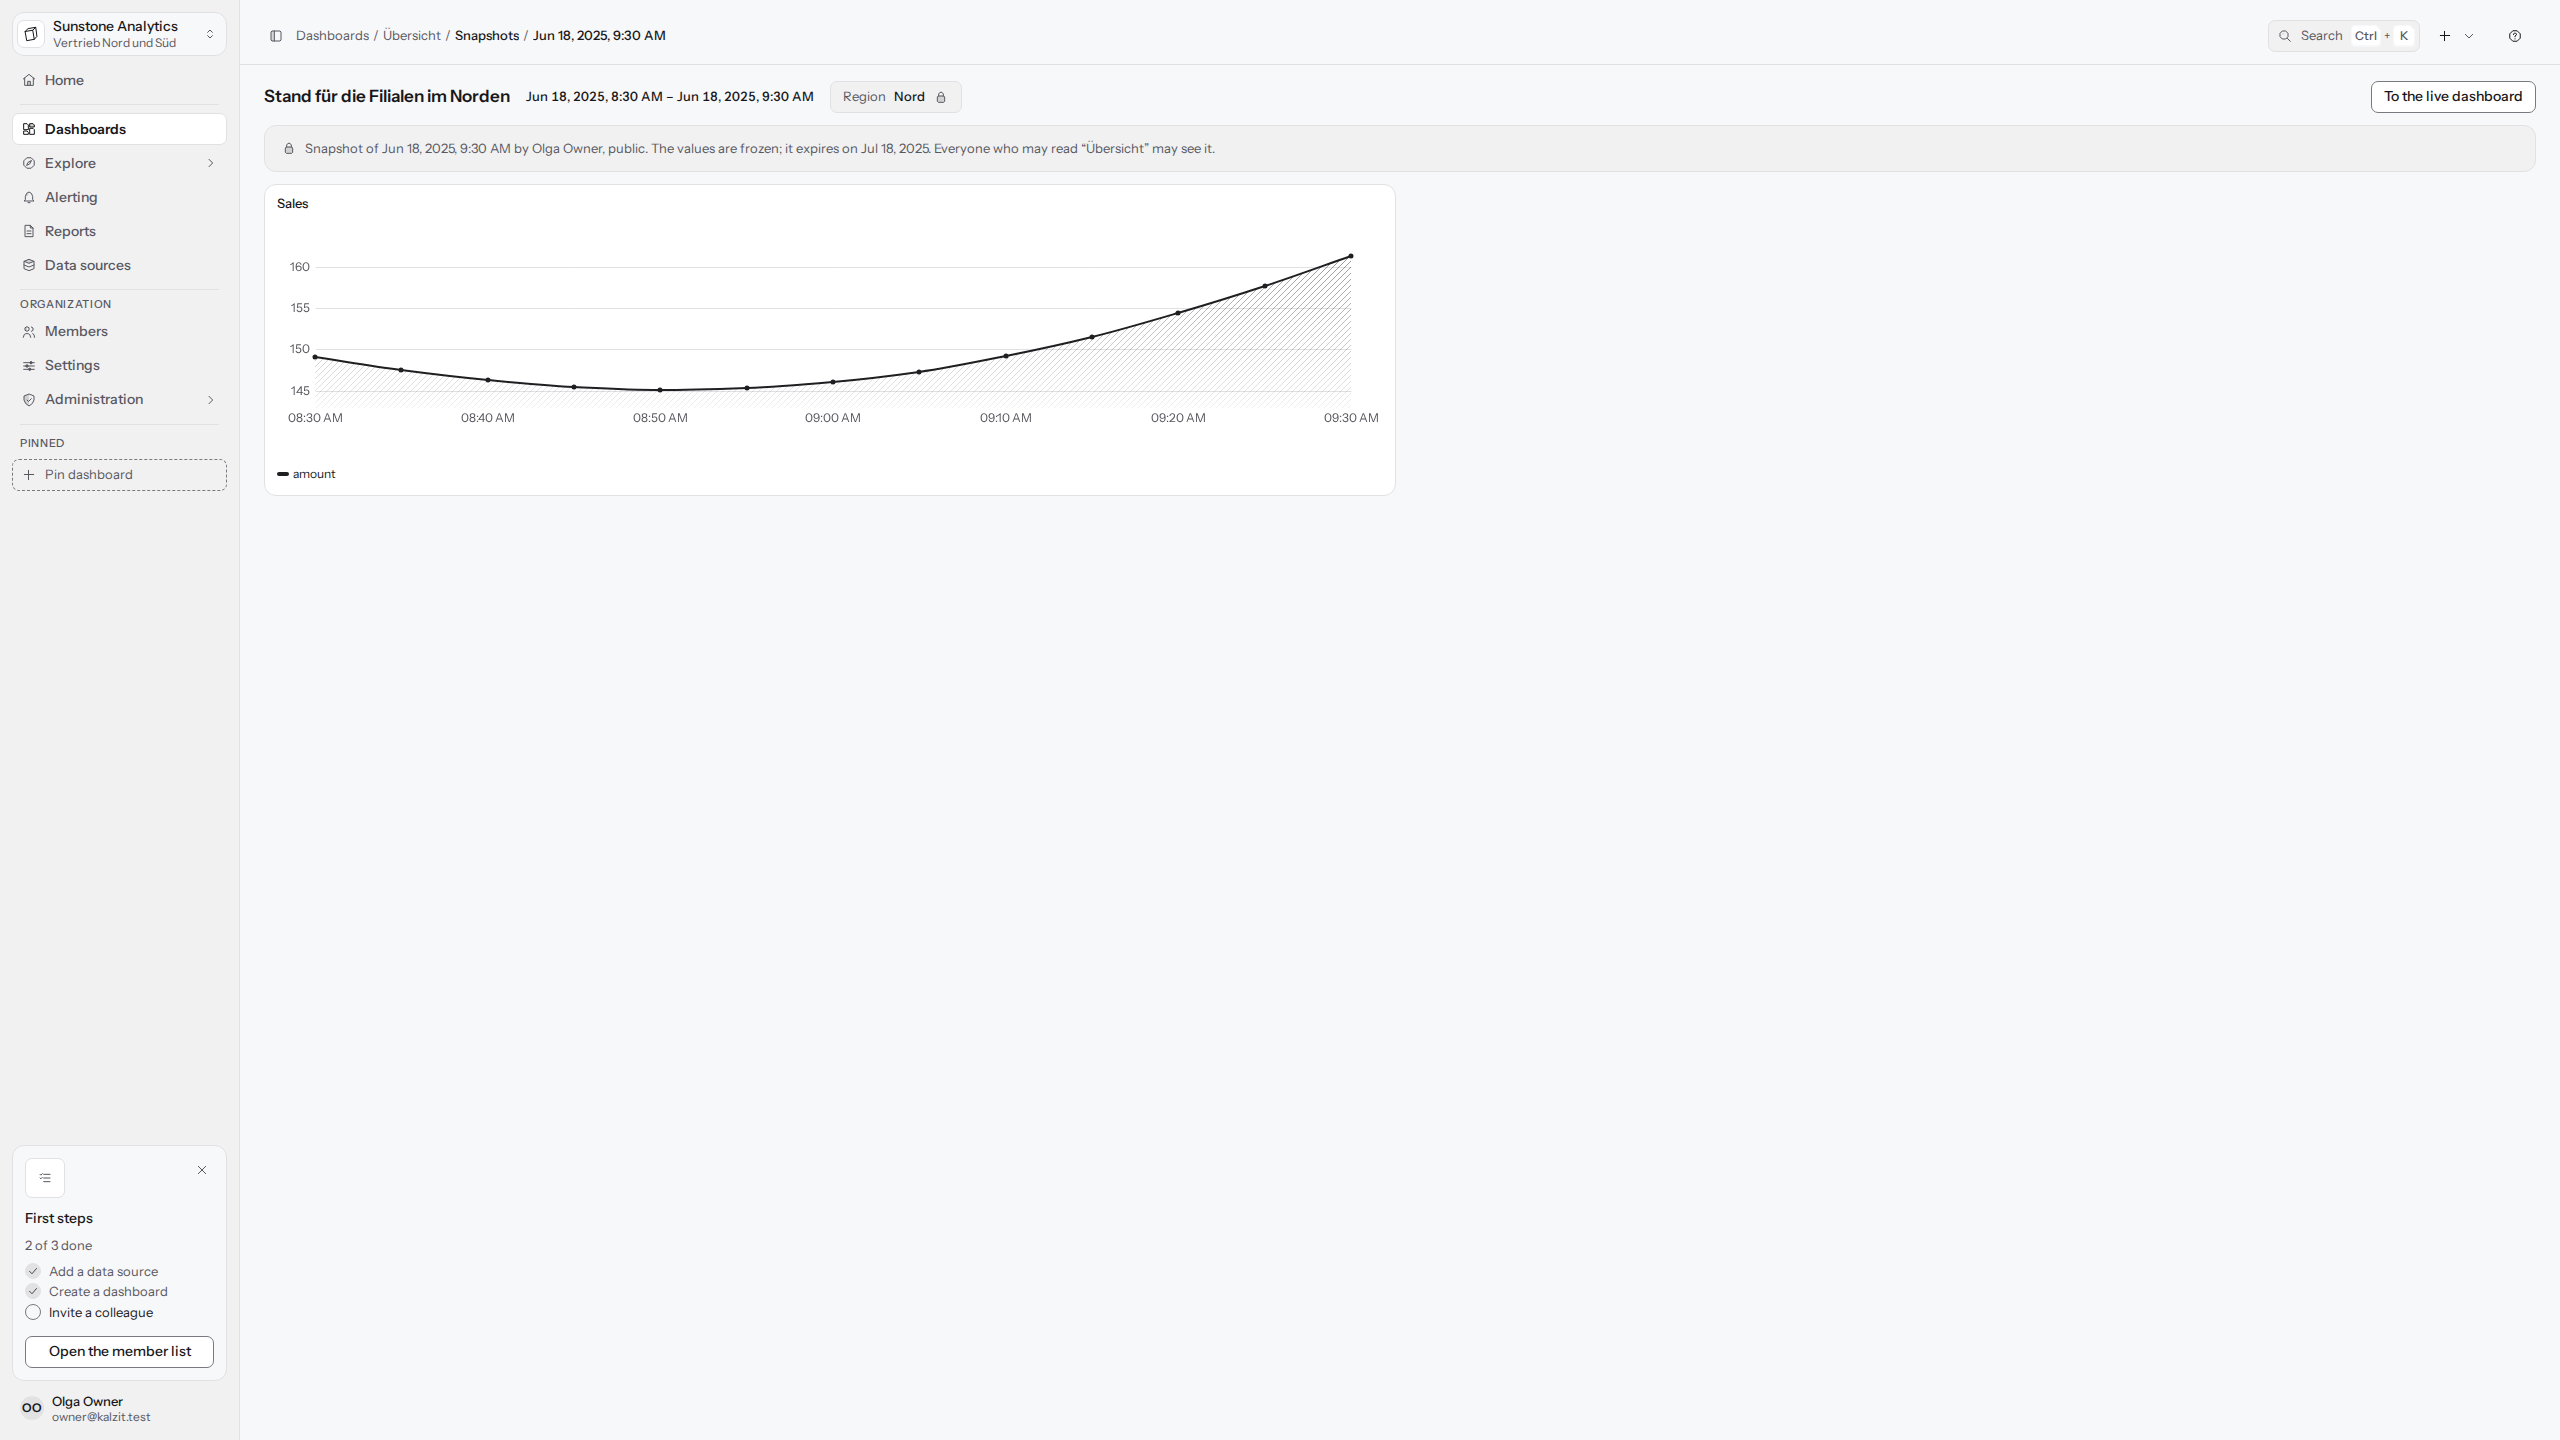 Sunstone Analytics
Vertrieb Nord und Süd
Home
Dashboards
Explore
Alerting
Reports
Data sources
ORGANIZATION
Members
Settings
Administration
PINNED
Pin dashboard
First steps
2 of 3 done
Add a data source
Create a dashboard
Invite a colleague
Open the member list
OO
Olga Owner
owner@kalzit.test
Dashboards / Übersicht / Snapshots / Jun 18, 2025, 9:30 AM
Search Ctrl + K
Stand für die Filialen im Norden
Jun 18, 2025, 8:30 AM – Jun 18, 2025, 9:30 AM
Region Nord
To the live dashboard
Snapshot of Jun 18, 2025, 9:30 AM by Olga Owner, public. The values are frozen; it expires on Jul 18, 2025. Everyone who may read “Übersicht” may see it.
Sales
160
155
150
145
08:30 AM 08:40 AM 08:50 AM 09:00 AM 09:10 AM 09:20 AM 09:30 AM
amount